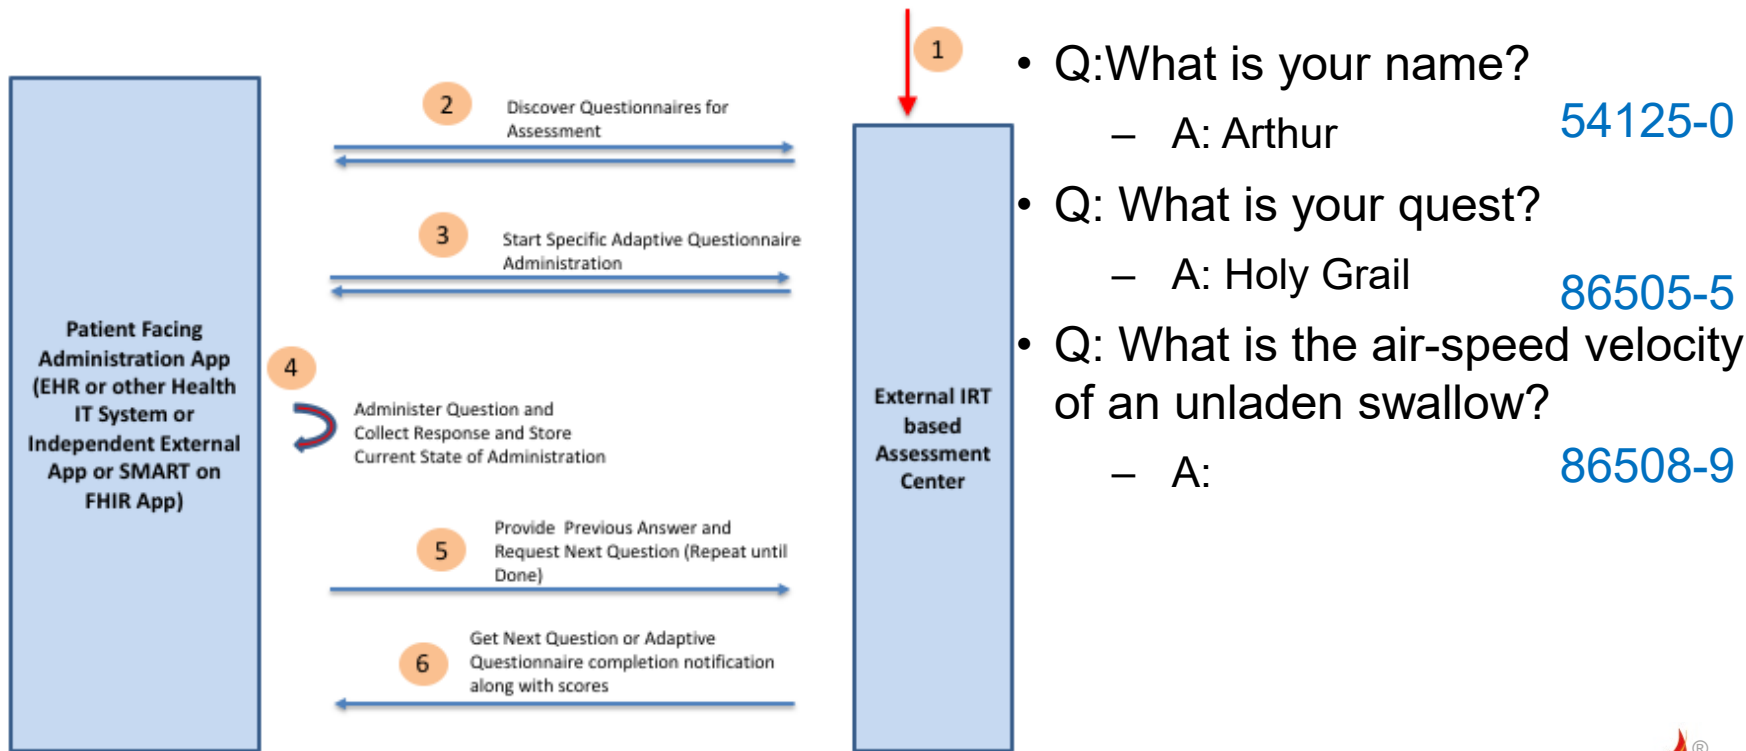 1
2
Discover Questionnaires for
Assessment
3
Start Specific Adaptive Questionnaire
Administration
Patient Facing
Administration App
(EHR or other Health
IT System or
Independent External
App or SMART on
FHIR App)
4
Administer Question and
Collect Response and Store
Current State of Administration
5
Provide Previous Answer and
Request Next Question (Repeat until
Done)
6
Get Next Question or Adaptive
Questionnaire completion notification
along with scores
External IRT
based
Assessment
Center
• Q:What is your name?
– A: Arthur
54125-0
• Q: What is your quest?
– A: Holy Grail
86505-5
• Q: What is the air-speed velocity
of an unladen swallow?
– A:
86508-9
®